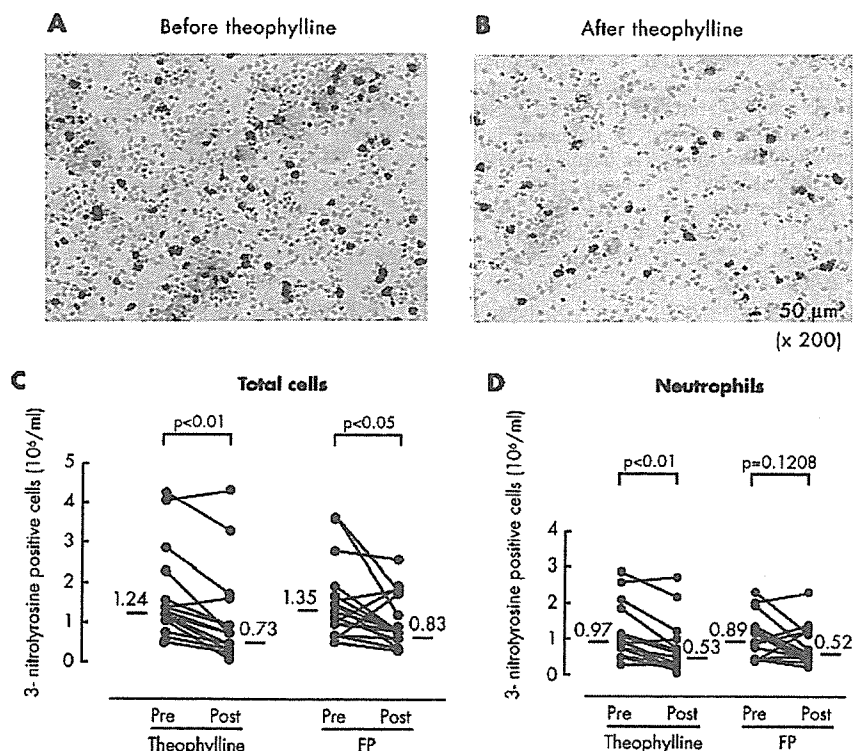 A Before theophylline
B After theophylline
50 μm²
(x 200)
C Total cells
3- nitrotyrosine positive cells (10⁶/ml)
p<0.01
p<0.05
5
4
3
2
1
0
1.24
0.73
1.35
0.83
Pre Post Pre Post
Theophylline FP
D Neutrophils
3- nitrotyrosine positive cells (10⁶/ml)
p<0.01
p=0.1208
4
3
2
1
0
0.97
0.53
0.89
0.52
Pre Post Pre Post
Theophylline FP